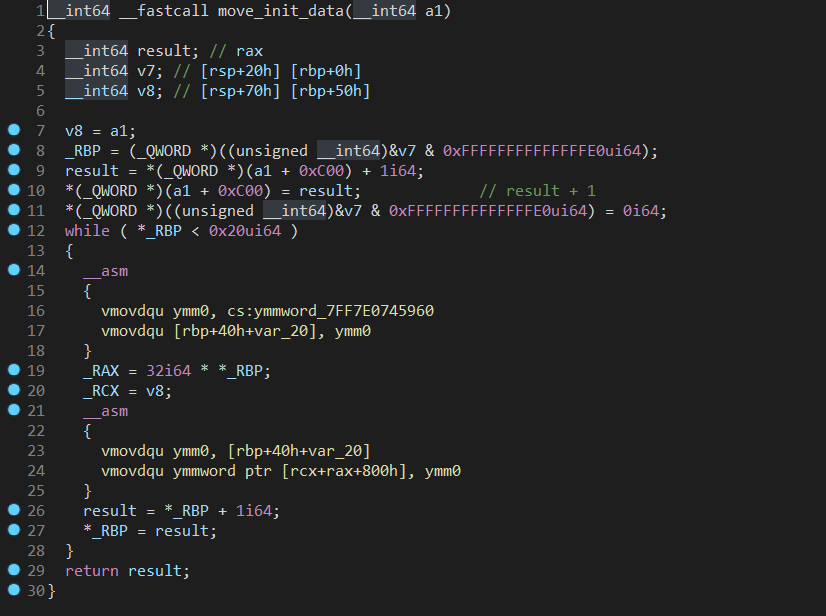 1 __int64 __fastcall move_init_data(__int64 a1)
2 {
3   __int64 result; // rax
4   __int64 v7; // [rsp+20h] [rbp+0h]
5   __int64 v8; // [rsp+70h] [rbp+50h]
6
7   v8 = a1;
8   _RBP = (_QWORD *)((unsigned __int64)&v7 & 0xFFFFFFFFFFFFFFE0ui64);
9   result = *(_QWORD *)(a1 + 0xC00) + 1i64;
10   *(_QWORD *)(a1 + 0xC00) = result;             // result + 1
11   *(_QWORD *)((unsigned __int64)&v7 & 0xFFFFFFFFFFFFFFE0ui64) = 0i64;
12   while ( *_RBP < 0x20ui64 )
13   {
14     __asm
15     {
16       vmovdqu ymm0, cs:ymmword_7FF7E0745960
17       vmovdqu [rbp+40h+var_20], ymm0
18     }
19     _RAX = 32i64 * *_RBP;
20     _RCX = v8;
21     __asm
22     {
23       vmovdqu ymm0, [rbp+40h+var_20]
24       vmovdqu ymmword ptr [rcx+rax+800h], ymm0
25     }
26     result = *_RBP + 1i64;
27     *_RBP = result;
28   }
29   return result;
30 }